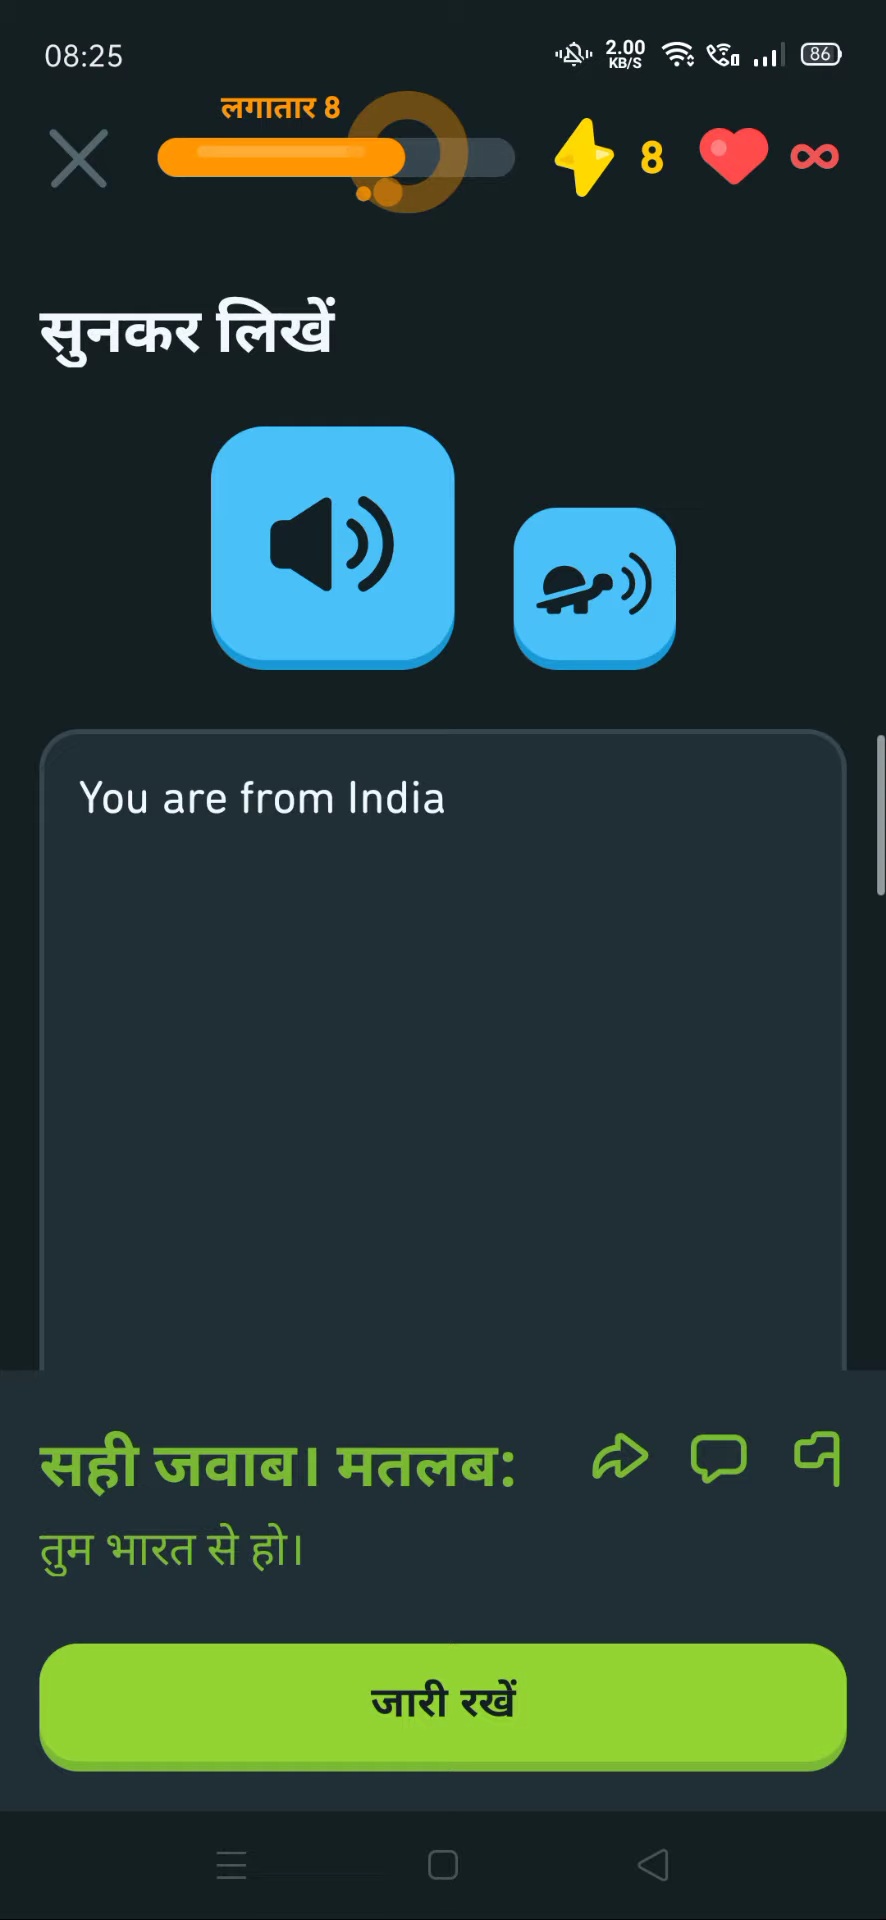 08:25
2.00
KB/S
86
लगातार 8
8
सुनकर लिखें
You are from India
सही जवाब। मतलब:
तुम भारत से हो।
जारी रखें